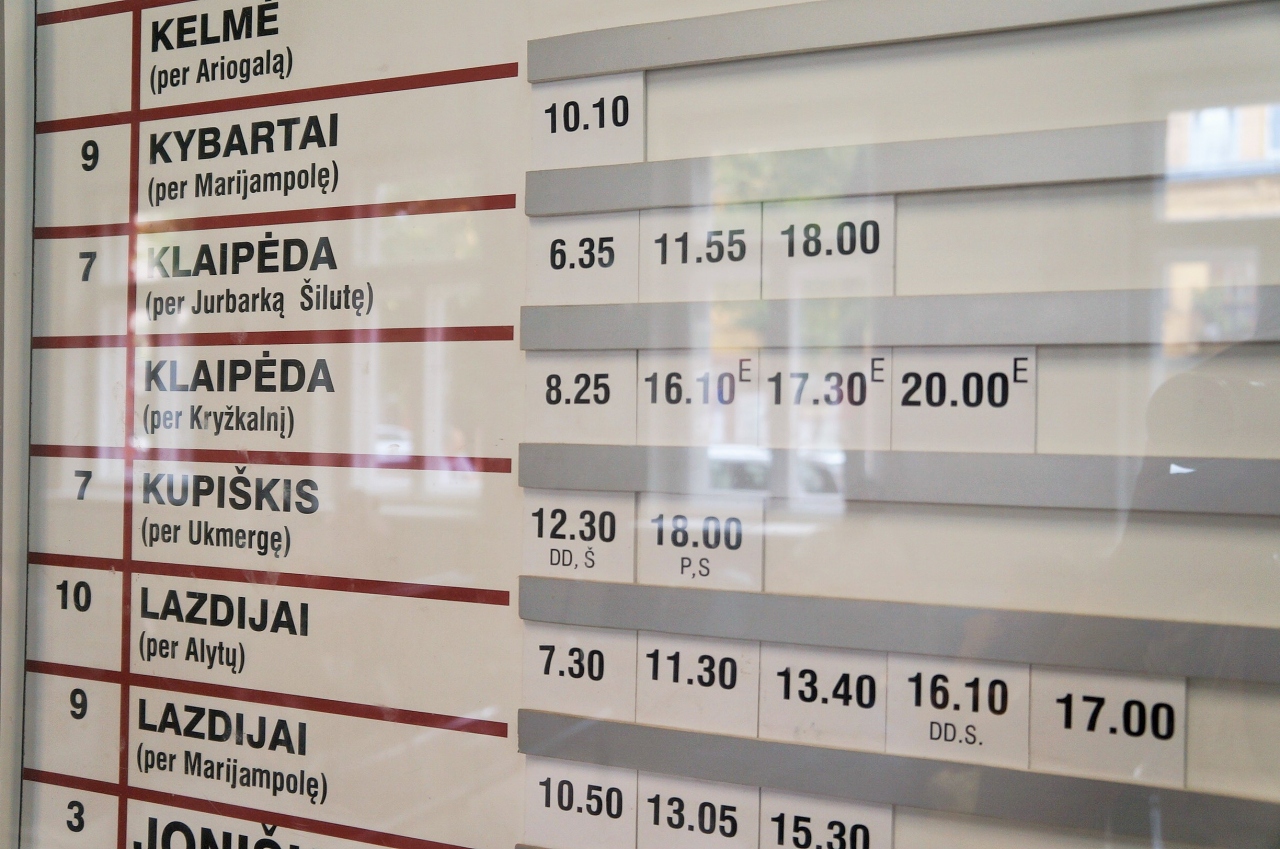 KELMĖ
(per Ariogalą)
9 KYBARTAI 10.10
(per Marijampolę)
7 KLAIPĖDA 6.35 11.55 18.00
(per Jurbarką Šilutę)
KLAIPĖDA 8.25 16.10E 17.30E 20.00E
(per Kryžkalnį)
7 KUPIŠKIS 12.30 18.00
(per Ukmergę) DD, Š P,S
10 LAZDIJAI 7.30 11.30 13.40 16.10 17.00
(per Alytų) DD.S.
9 LAZDIJAI 10.50 13.05 15.30
(per Marijampolę)
3